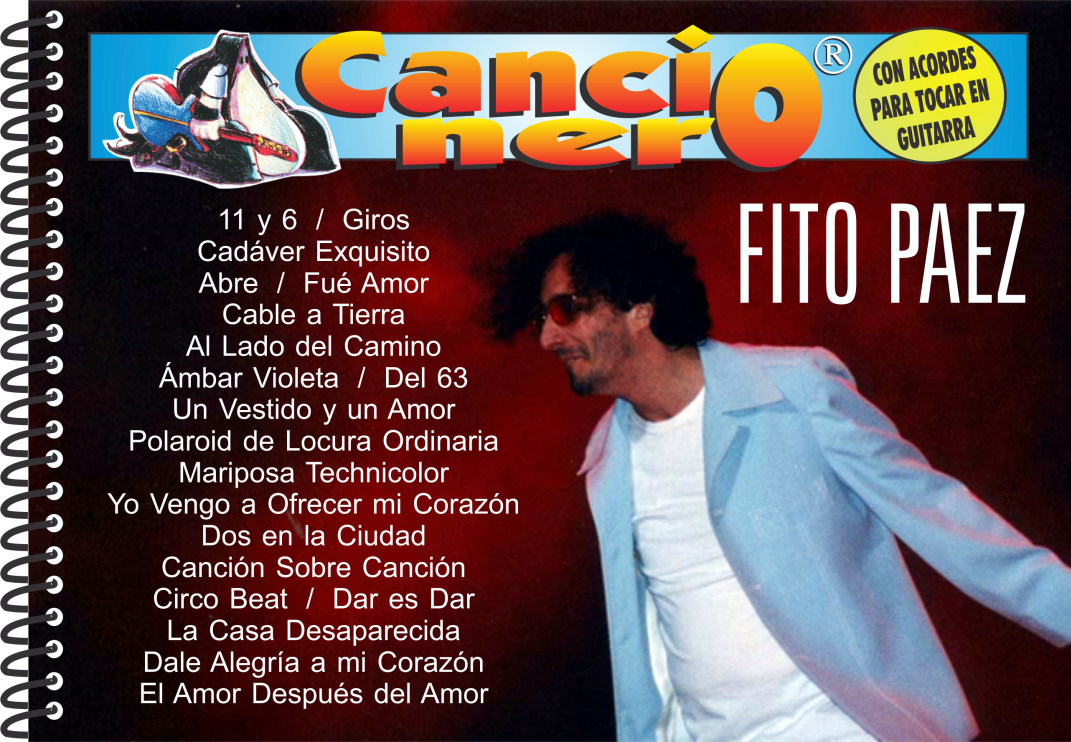 Cancio
nero
®
CON ACORDES
PARA TOCAR EN
GUITARRA
FITO PAEZ
11 y 6 / Giros
Cadáver Exquisito
Abre / Fué Amor
Cable a Tierra
Al Lado del Camino
Ámbar Violeta / Del 63
Un Vestido y un Amor
Polaroid de Locura Ordinaria
Mariposa Technicolor
Yo Vengo a Ofrecer mi Corazón
Dos en la Ciudad
Canción Sobre Canción
Circo Beat / Dar es Dar
La Casa Desaparecida
Dale Alegría a mi Corazón
El Amor Después del Amor